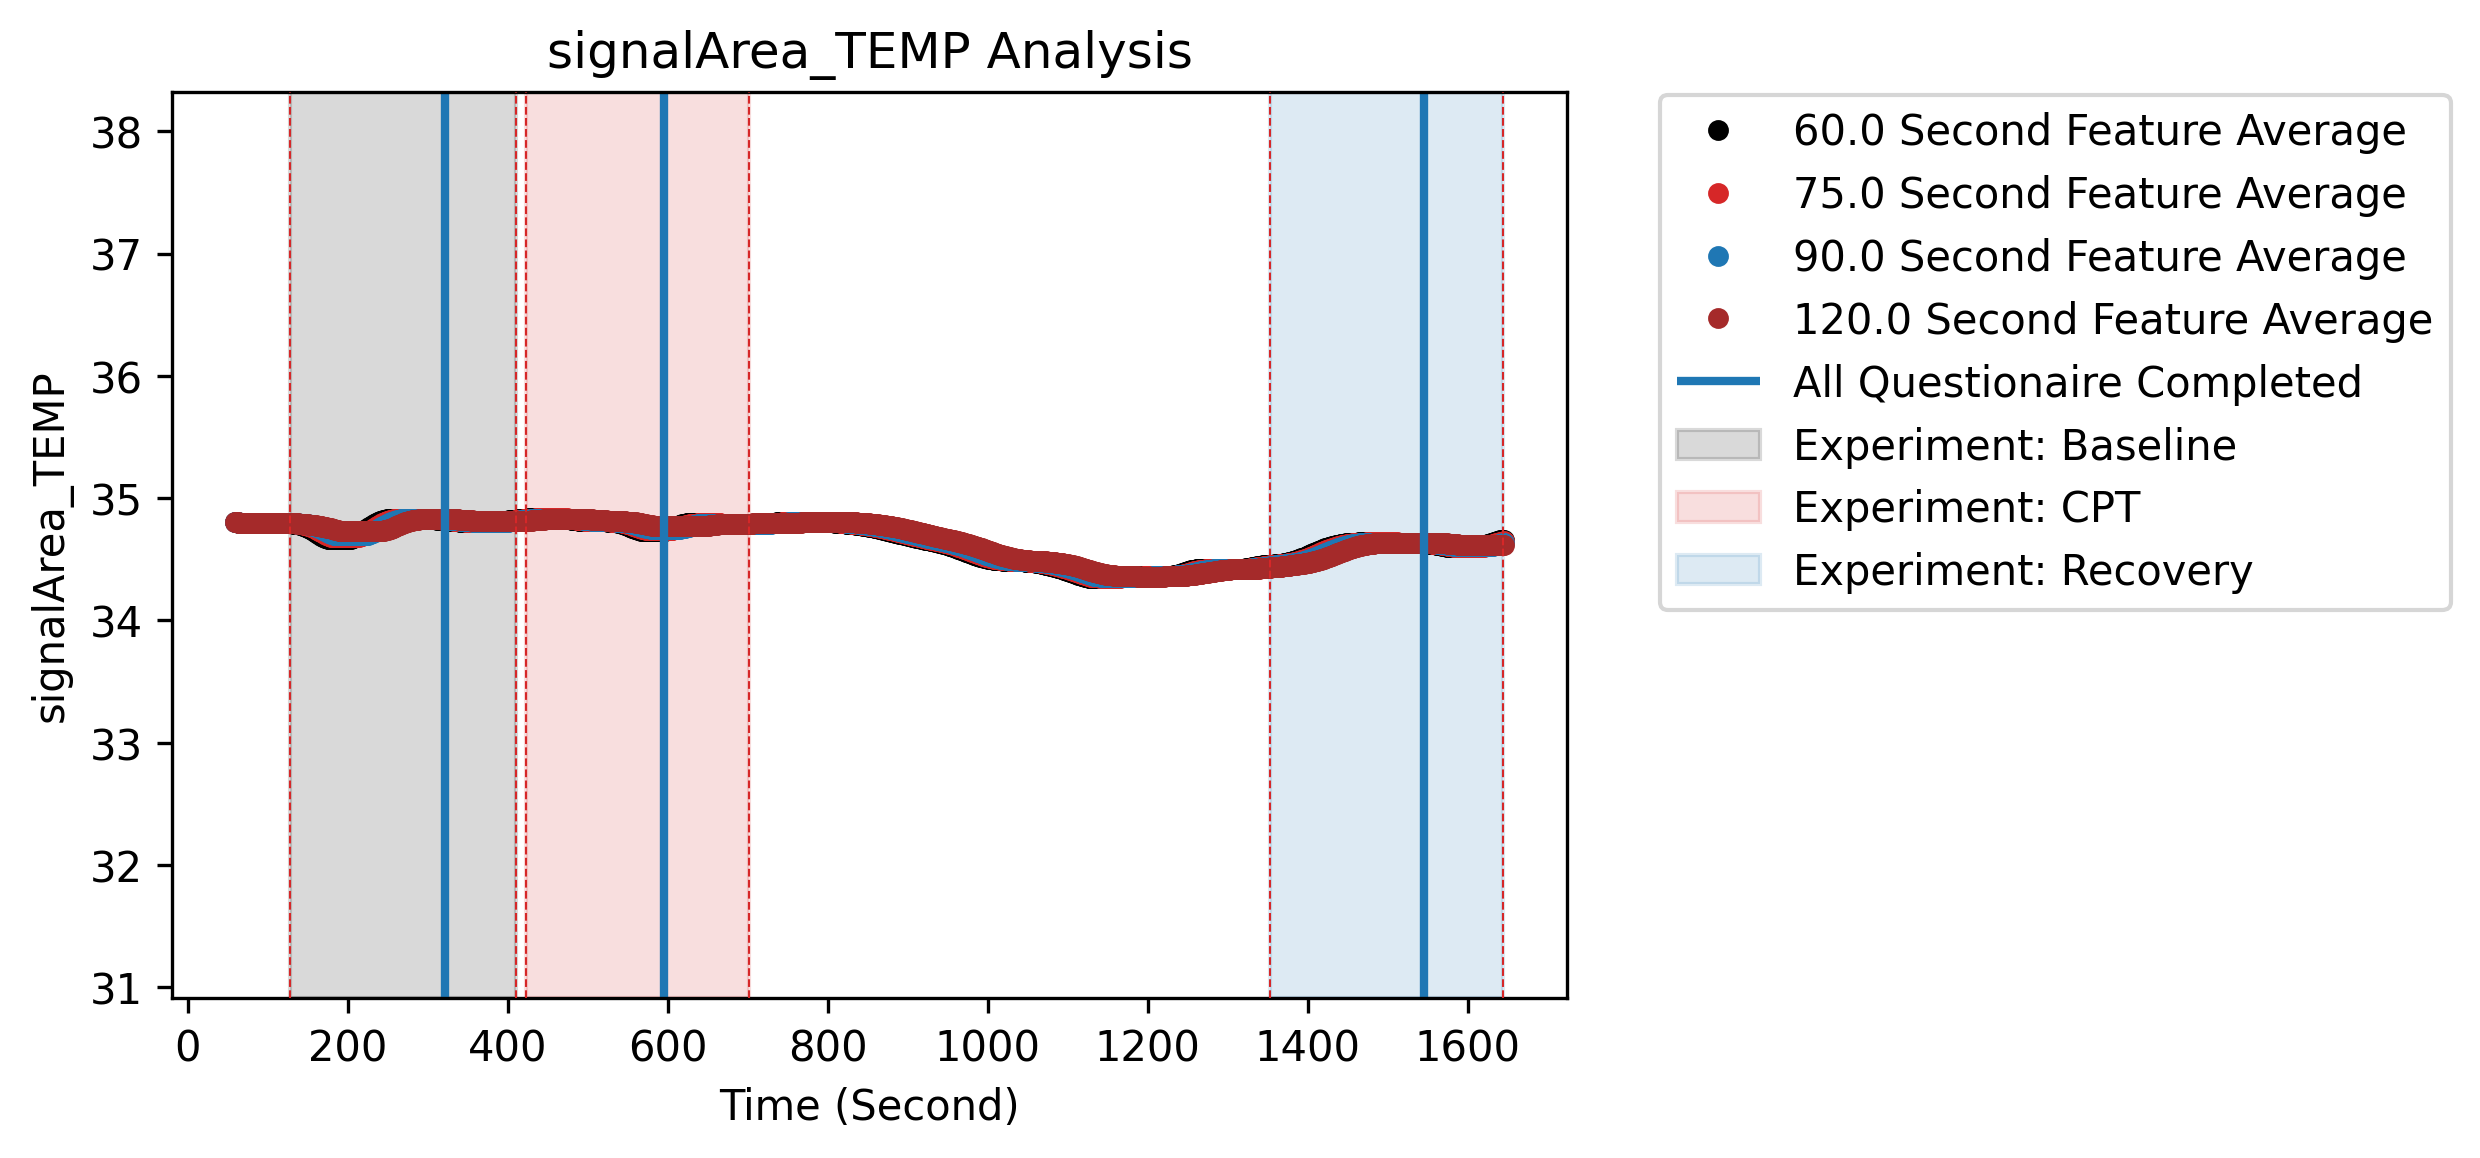 signalArea_TEMP Analysis
signalArea_TEMP
38
37
36
35
34
33
32
31
0 200 400 600 800 1000 1200 1400 1600
Time (Second)
60.0 Second Feature Average
75.0 Second Feature Average
90.0 Second Feature Average
120.0 Second Feature Average
All Questionaire Completed
Experiment: Baseline
Experiment: CPT
Experiment: Recovery